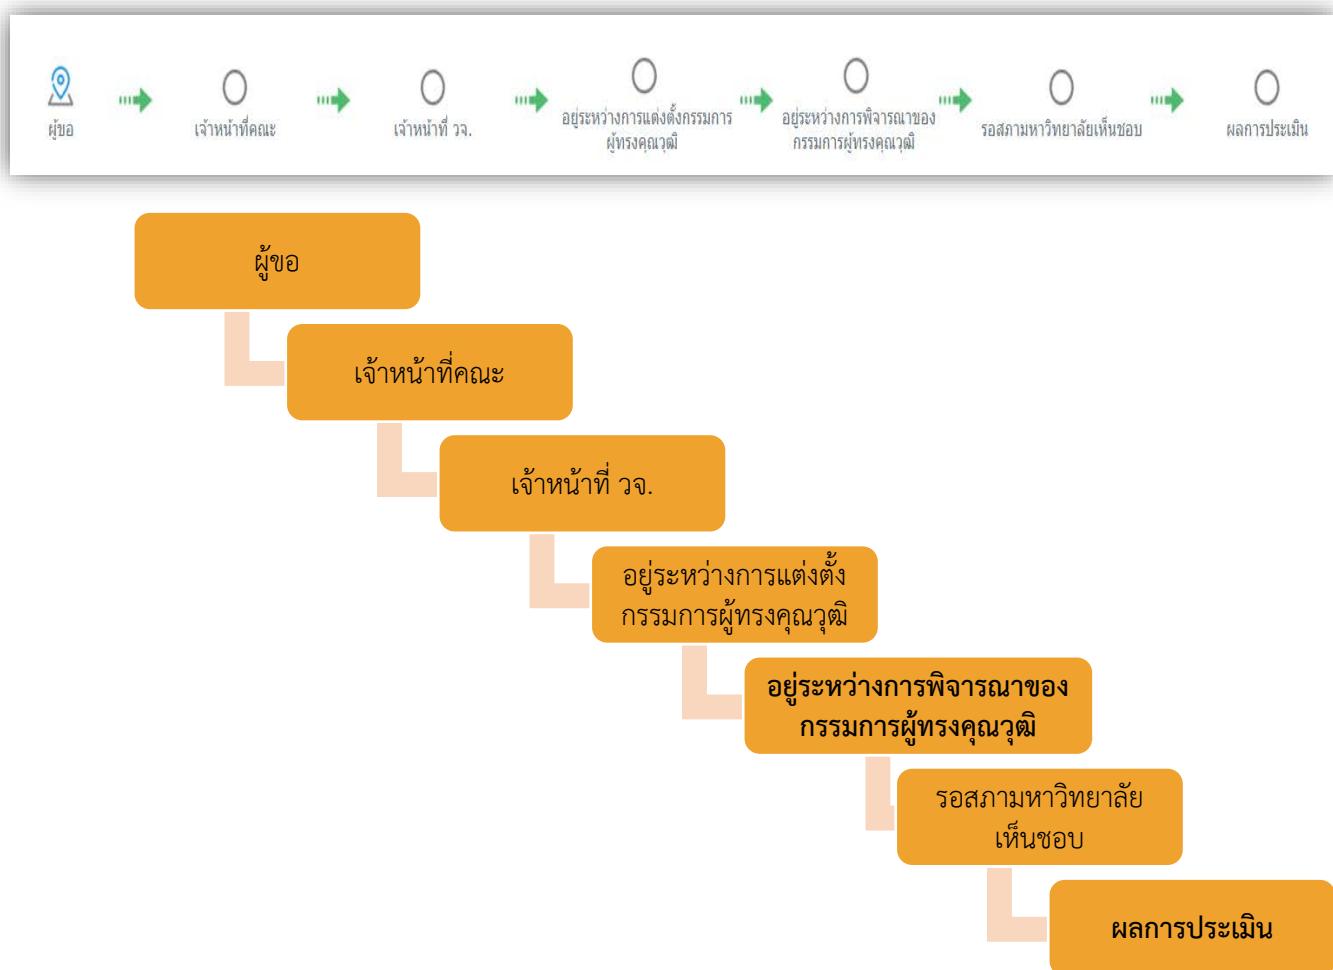 ผู้ขอ
เจ้าหน้าที่คณะ
เจ้าหน้าที่ วจ.
อยู่ระหว่างการแต่งตั้งกรรมการ
ผู้ทรงคุณวุฒิ
อยู่ระหว่างการพิจารณาของ
กรรมการผู้ทรงคุณวุฒิ
รอสภามหาวิทยาลัยเห็นชอบ
ผลการประเมิน
ผู้ขอ
เจ้าหน้าที่คณะ
เจ้าหน้าที่ วจ.
อยู่ระหว่างการแต่งตั้ง
กรรมการผู้ทรงคุณวุฒิ
อยู่ระหว่างการพิจารณาของ
กรรมการผู้ทรงคุณวุฒิ
รอสภามหาวิทยาลัย
เห็นชอบ
ผลการประเมิน